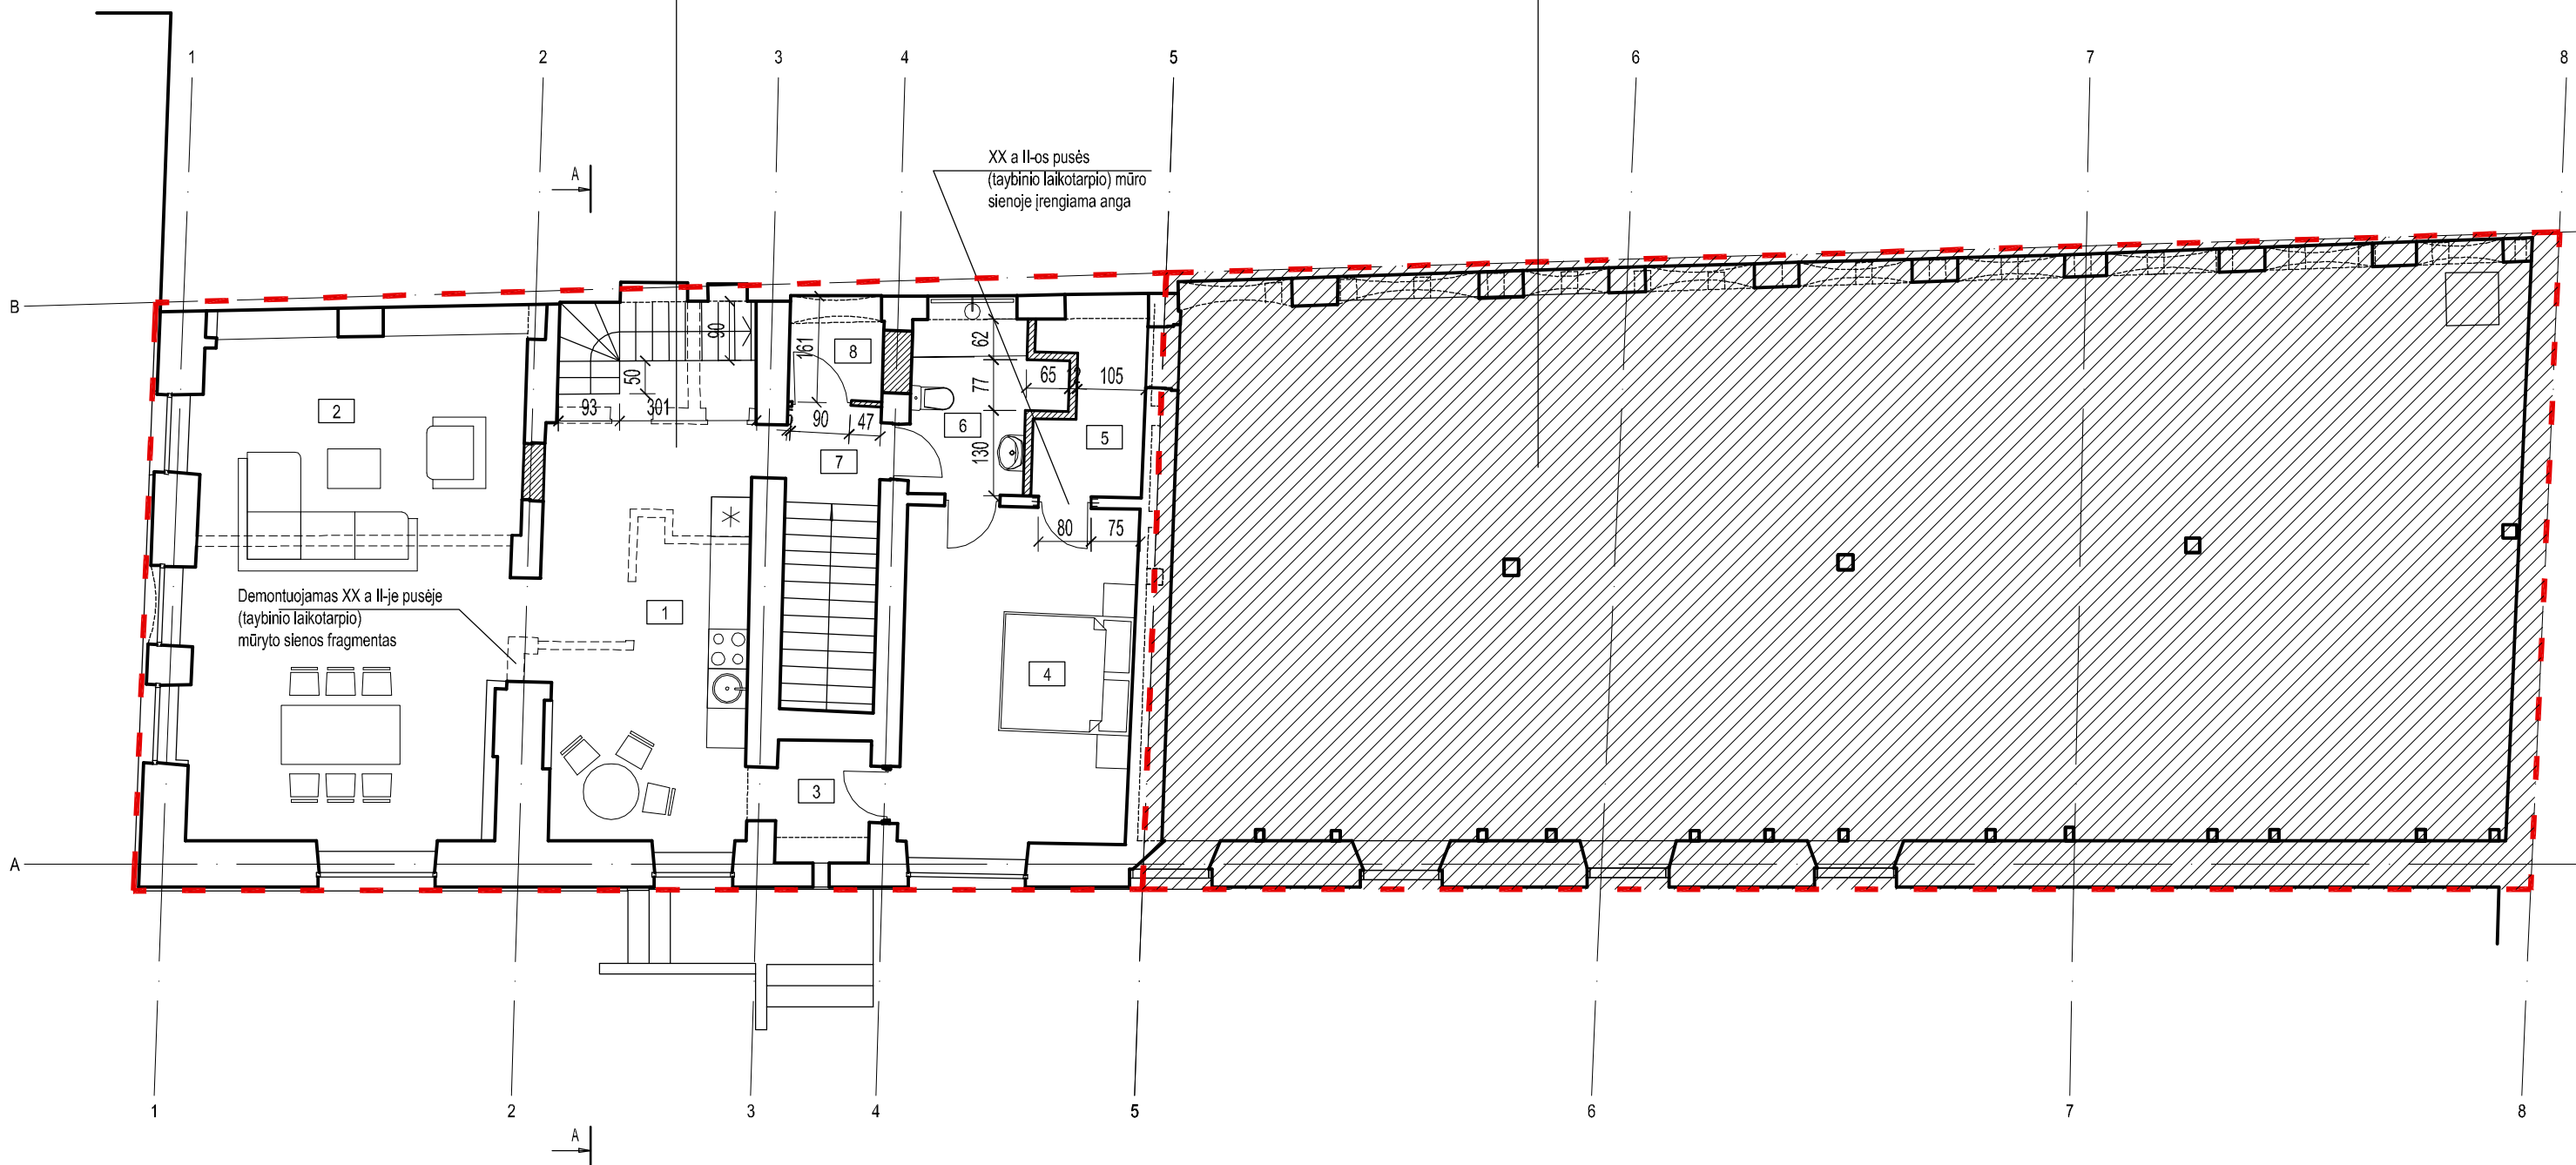 1 2 3 4 5 6 7 8
XX a II-os pusės
(taybinio laikotarpio) mūro
sienoje įrengiama anga
A
B
90
161
8
62
50
65
105
77
2
93
301
90
47
6
5
7
130
80
75
Demontuojamas XX a II-je pusėje
(taybinio laikotarpio)
mūryto sienos fragmentas
1
4
3
A
1 2 3 4 5 6 7 8
A